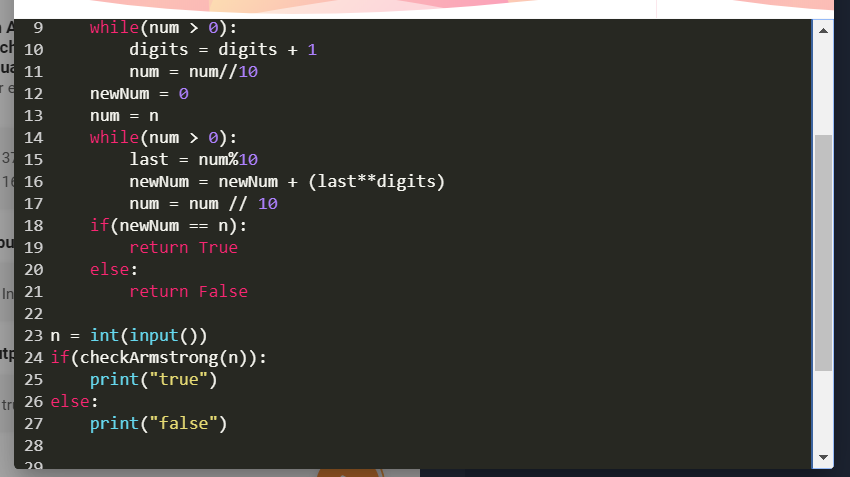 9 while(num > 0):
10 digits = digits + 1
11 num = num//10
12 newNum = 0
13 num = n
14 while(num > 0):
15 last = num%10
16 newNum = newNum + (last**digits)
17 num = num // 10
18 if(newNum == n):
19 return True
20 else:
21 return False
22
23 n = int(input())
24 if(checkArmstrong(n)):
25 print("true")
26 else:
27 print("false")
28
29